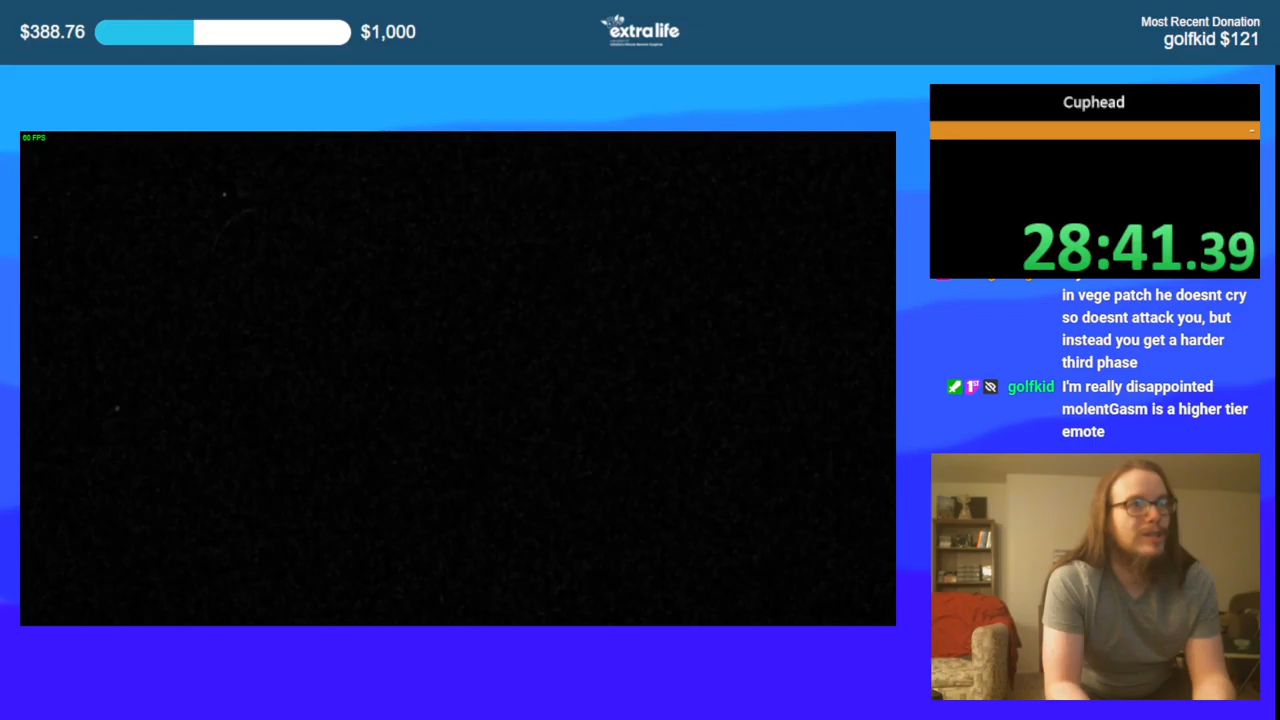 $388.76
$1,000
extralife
Most Recent Donation
golfkid $121
60 FPS
Cuphead
-
28:41.39
in vege patch he doesnt cry
so doesnt attack you, but
instead you get a harder
third phase
1st golfkid I'm really disappointed
molentGasm is a higher tier
emote